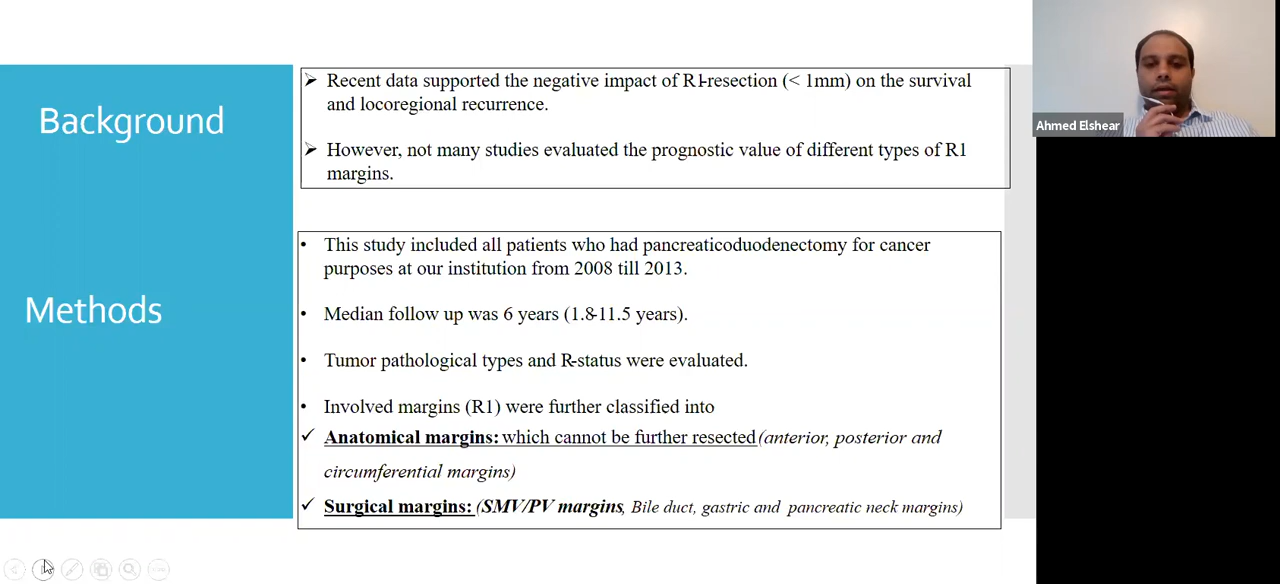 Background
➢ Recent data supported the negative impact of R1-resection (< 1mm) on the survival
and locoregional recurrence.
➢ However, not many studies evaluated the prognostic value of different types of R1
margins.
Methods
• This study included all patients who had pancreaticoduodenectomy for cancer
purposes at our institution from 2008 till 2013.
• Median follow up was 6 years (1.8-11.5 years).
• Tumor pathological types and R-status were evaluated.
• Involved margins (R1) were further classified into
✓ Anatomical margins: which cannot be further resected (anterior, posterior and
circumferential margins)
✓ Surgical margins: (SMV/PV margins, Bile duct, gastric and pancreatic neck margins)
Ahmed Elshear